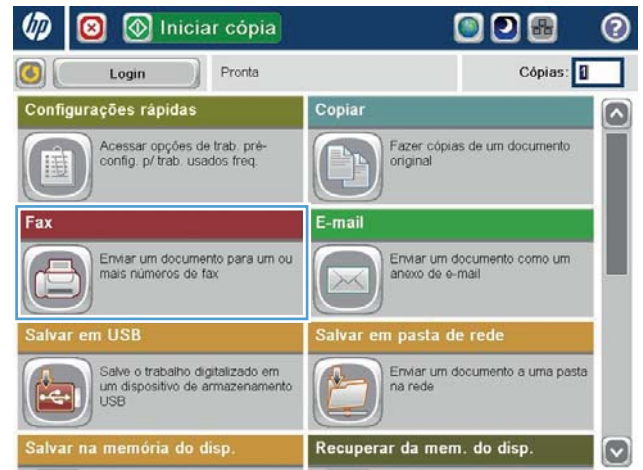 hp
Iniciar cópia
?
Login
Pronta
Cópias: 1
Configurações rápidas
Copiar
Acessar opções de trab. pré-
config. p/ trab. usados freq.
Fazer cópias de um documento
original
Fax
E-mail
Enviar um documento para um ou
mais números de fax
Enviar um documento como um
anexo de e-mail
Salvar em USB
Salvar em pasta de rede
Salve o trabalho digitalizado em
um dispositivo de armazenamento
USB
Enviar um documento a uma pasta
na rede
Salvar na memória do disp.
Recuperar da mem. do disp.